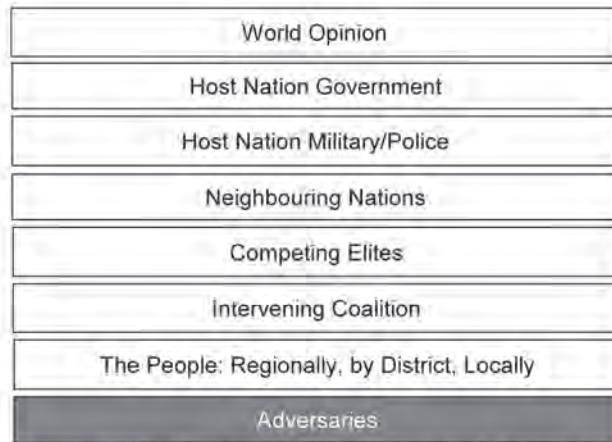 World Opinion
Host Nation Government
Host Nation Military/Police
Neighbouring Nations
Competing Elites
Intervening Coalition
The People: Regionally, by District, Locally
Adversaries